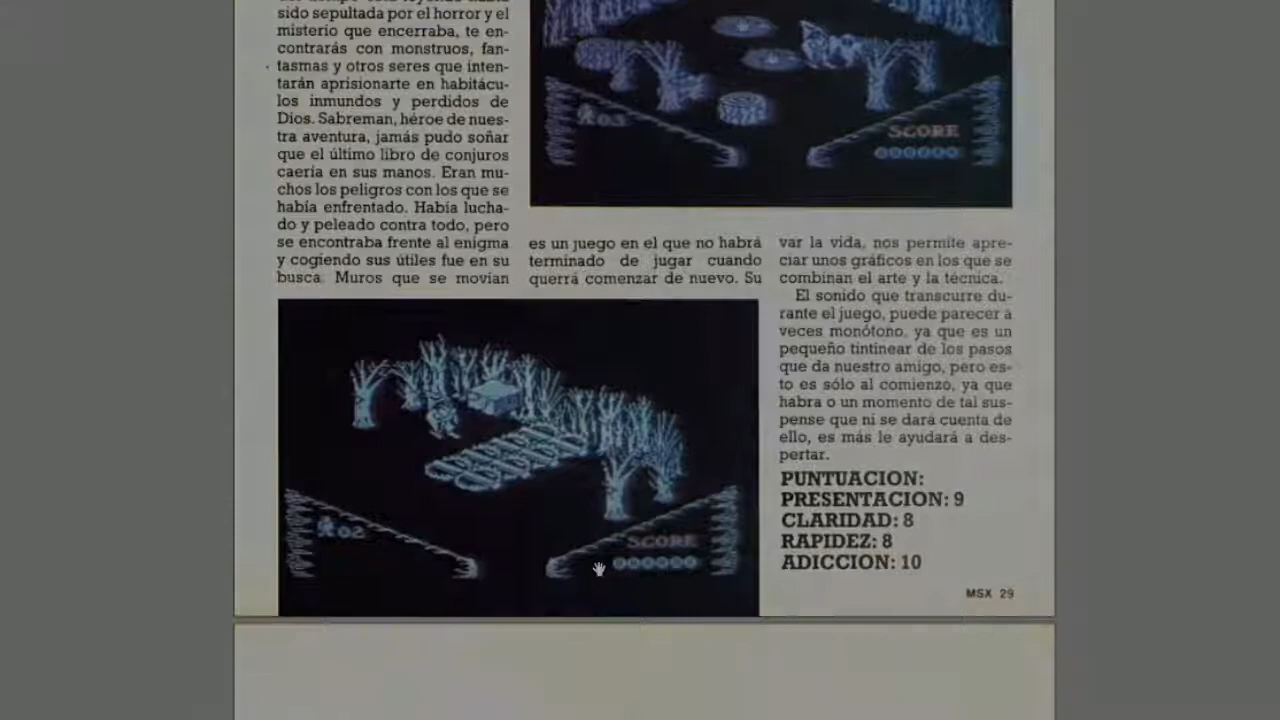 sido sepultada por el horror y el
misterio que encerraba, te en-
contrarás con monstruos, fan-
tasmas y otros seres que inten-
tarán aprisionarte en habitácu-
los inmundos y perdidos de
Dios. Sabreman, héroe de nues-
tra aventura, jamás pudo soñar
que el último libro de conjuros
caería en sus manos. Eran mu-
chos los peligros con los que se
había enfrentado. Había lucha-
do y peleado contra todo, pero
se encontraba frente al enigma
y cogiendo sus útiles fue en su
busca. Muros que se movían
03
SCORE
000000
es un juego en el que no habrá
terminado de jugar cuando
querrá comenzar de nuevo. Su
var la vida, nos permite apre-
ciar unos gráficos en los que se
combinan el arte y la técnica.
El sonido que transcurre du-
rante el juego, puede parecer a
veces monótono, ya que es un
pequeño tintinear de los pasos
que da nuestro amigo, pero es-
to es sólo al comienzo, ya que
habra o un momento de tal sus-
pense que ni se dará cuenta de
ello, es más le ayudará a des-
pertar.
02
SCORE
000000
PUNTUACION:
PRESENTACION: 9
CLARIDAD: 8
RAPIDEZ: 8
ADICCION: 10
MSX 29